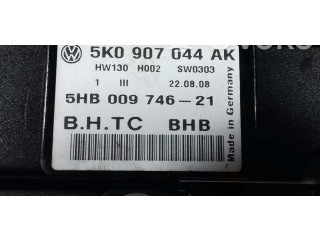 5K0 907 044 AK
HW130 H002 SW0303
1 III 22.08.08
5HB 009 746-21
B.H.TC BHB
Made in Germany